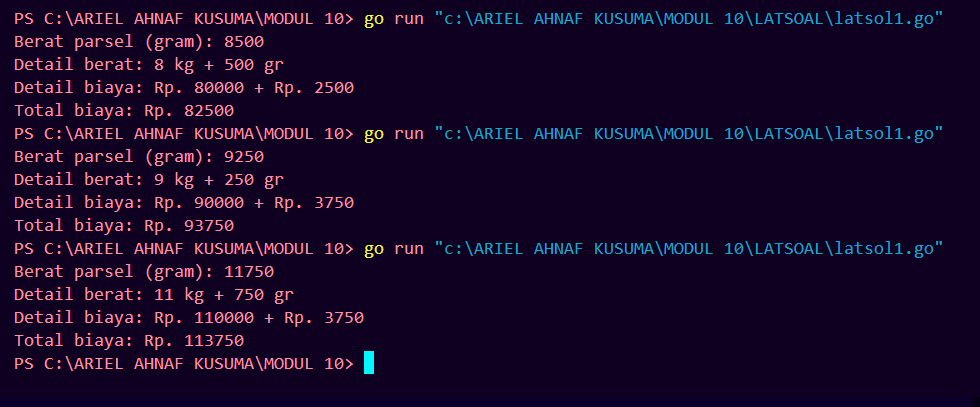 PS C:\ARIEL AHNAF KUSUMA\MODUL 10> go run "c:\ARIEL AHNAF KUSUMA\MODUL 10\LATSOAL\latsol1.go"
Berat parsel (gram): 8500
Detail berat: 8 kg + 500 gr
Detail biaya: Rp. 80000 + Rp. 2500
Total biaya: Rp. 82500
PS C:\ARIEL AHNAF KUSUMA\MODUL 10> go run "c:\ARIEL AHNAF KUSUMA\MODUL 10\LATSOAL\latsol1.go"
Berat parsel (gram): 9250
Detail berat: 9 kg + 250 gr
Detail biaya: Rp. 90000 + Rp. 3750
Total biaya: Rp. 93750
PS C:\ARIEL AHNAF KUSUMA\MODUL 10> go run "c:\ARIEL AHNAF KUSUMA\MODUL 10\LATSOAL\latsol1.go"
Berat parsel (gram): 11750
Detail berat: 11 kg + 750 gr
Detail biaya: Rp. 110000 + Rp. 3750
Total biaya: Rp. 113750
PS C:\ARIEL AHNAF KUSUMA\MODUL 10>